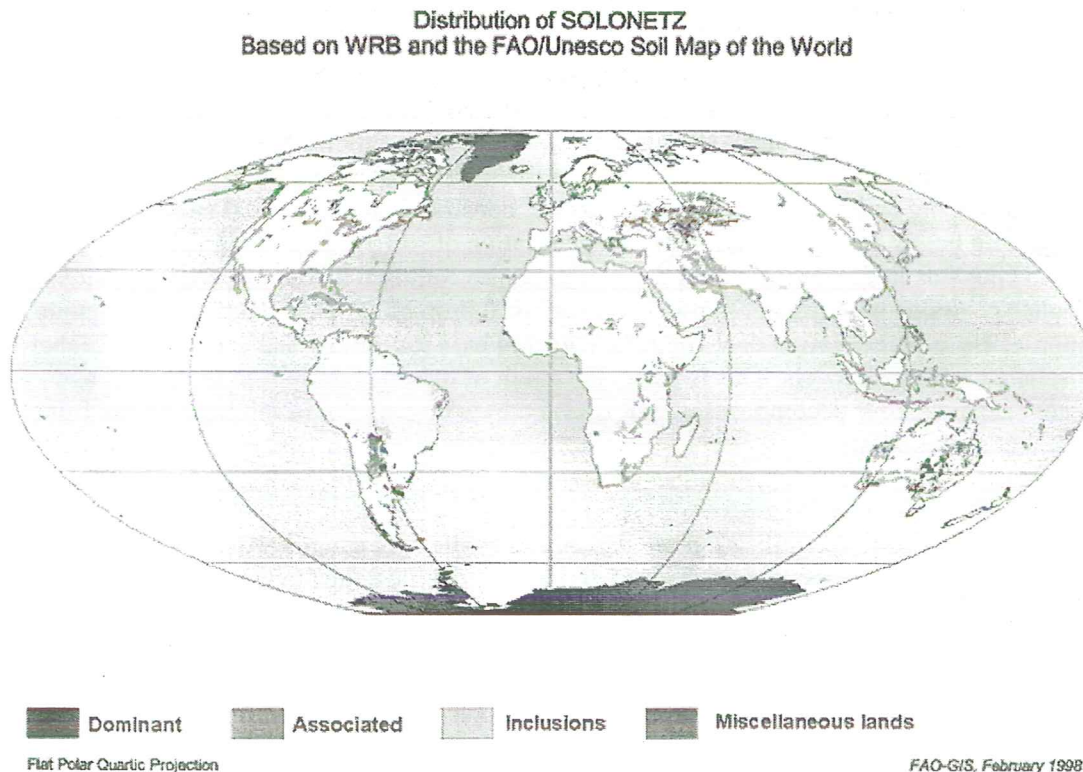 Distribution of SOLONETZ
Based on WRB and the FAO/Unesco Soil Map of the World
Dominant
Associated
Inclusions
Miscellaneous lands
Flat Polar Quartic Projection
FAO-GIS, February 1998